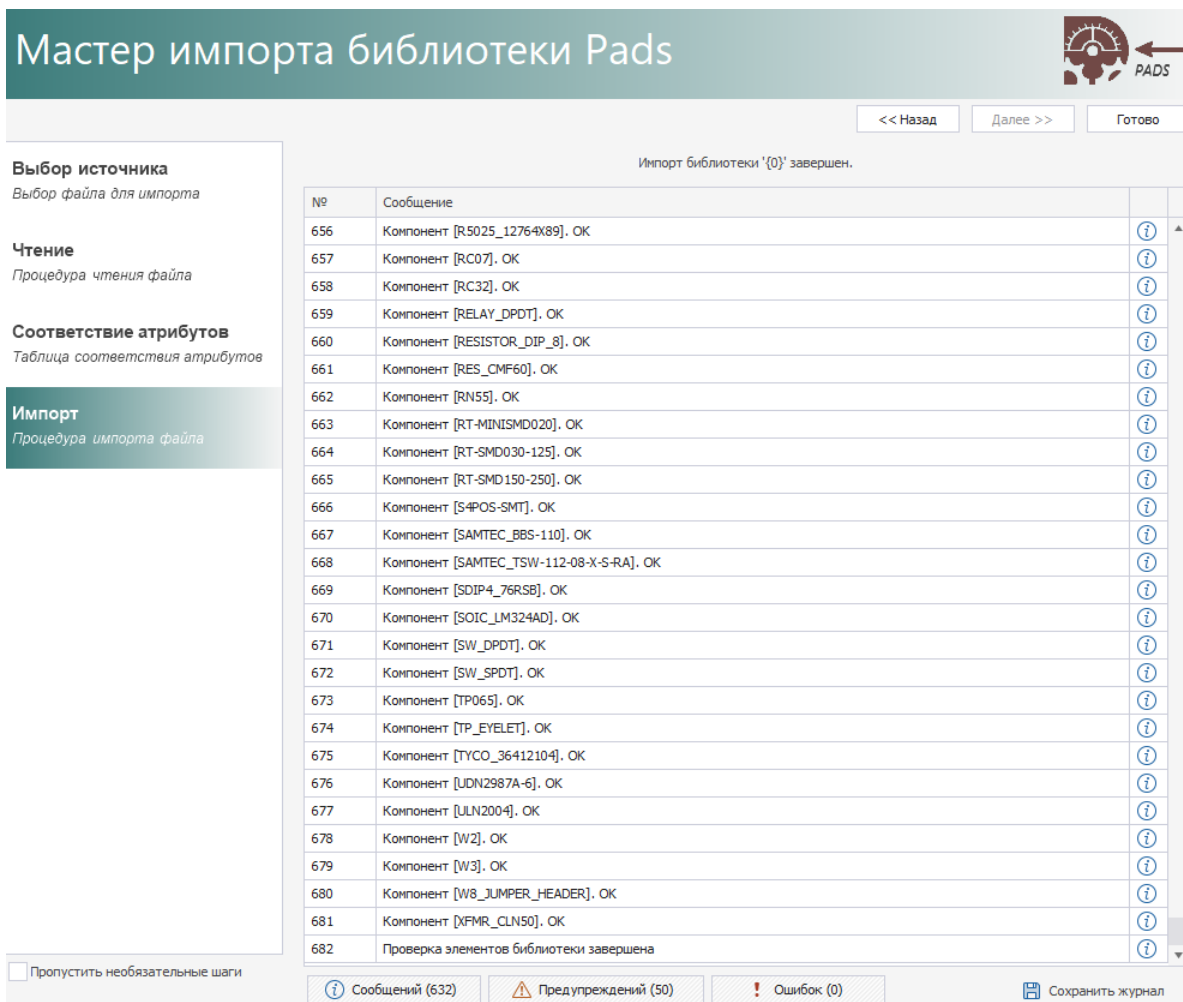 Мастер импорта библиотеки Pads
PADS
<< Назад
Далее >>
Готово
Выбор источника
Выбор файла для импорта
Чтение
Процедура чтения файла
Соответствие атрибутов
Таблица соответствия атрибутов
Импорт
Процедура импорта файла
Импорт библиотеки '{0}' завершен.
№ Сообщение
656 Компонент [R5025_12764X89]. OK
657 Компонент [RC07]. OK
658 Компонент [RC32]. OK
659 Компонент [RELAY_DPDT]. OK
660 Компонент [RESISTOR_DIP_8]. OK
661 Компонент [RES_CMF60]. OK
662 Компонент [RN55]. OK
663 Компонент [RT-MINISMD020]. OK
664 Компонент [RT-SMD030-125]. OK
665 Компонент [RT-SMD150-250]. OK
666 Компонент [S4POS-SMT]. OK
667 Компонент [SAMTEC_BBS-110]. OK
668 Компонент [SAMTEC_TSW-112-08-X-S-RA]. OK
669 Компонент [SDIP4_76RSB]. OK
670 Компонент [SOIC_LM324AD]. OK
671 Компонент [SW_DPDT]. OK
672 Компонент [SW_SPDT]. OK
673 Компонент [TP065]. OK
674 Компонент [TP_EYELET]. OK
675 Компонент [TYCO_36412104]. OK
676 Компонент [UDN2987A-6]. OK
677 Компонент [ULN2004]. OK
678 Компонент [W2]. OK
679 Компонент [W3]. OK
680 Компонент [W8_JUMPER_HEADER]. OK
681 Компонент [XFMR_CLN50]. OK
682 Проверка элементов библиотеки завершена
Пропустить необязательные шаги
Сообщений (632)
Предупреждений (50)
Ошибок (0)
Сохранить журнал